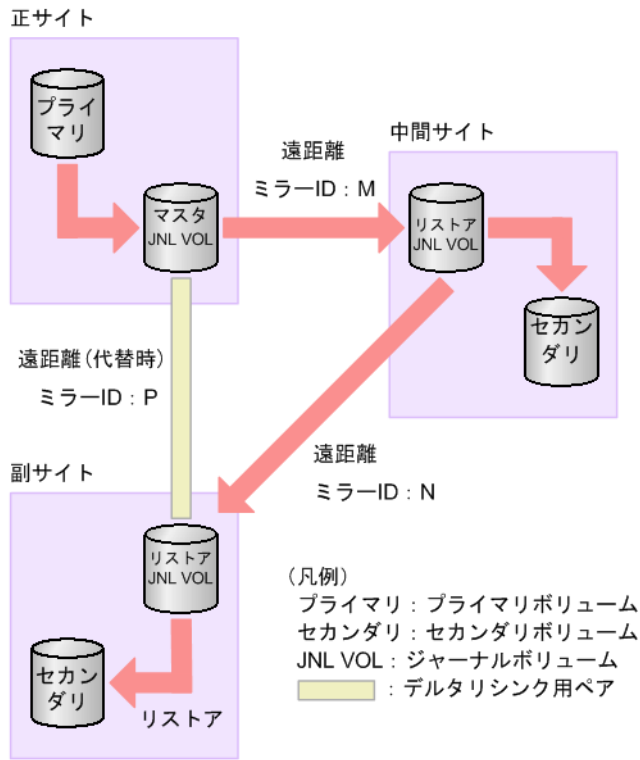 正サイト
プライ
マリ
マスタ
JNL VOL
遠距離
ミラーID：M
中間サイト
リストア
JNL VOL
セカン
ダリ
遠距離（代替時）
ミラーID：P
遠距離
ミラーID：N
副サイト
リストア
JNL VOL
セカン
ダリ
リストア
（凡例）
プライマリ：プライマリボリューム
セカンダリ：セカンダリボリューム
JNL VOL：ジャーナルボリューム
：デルタリシンク用ペア